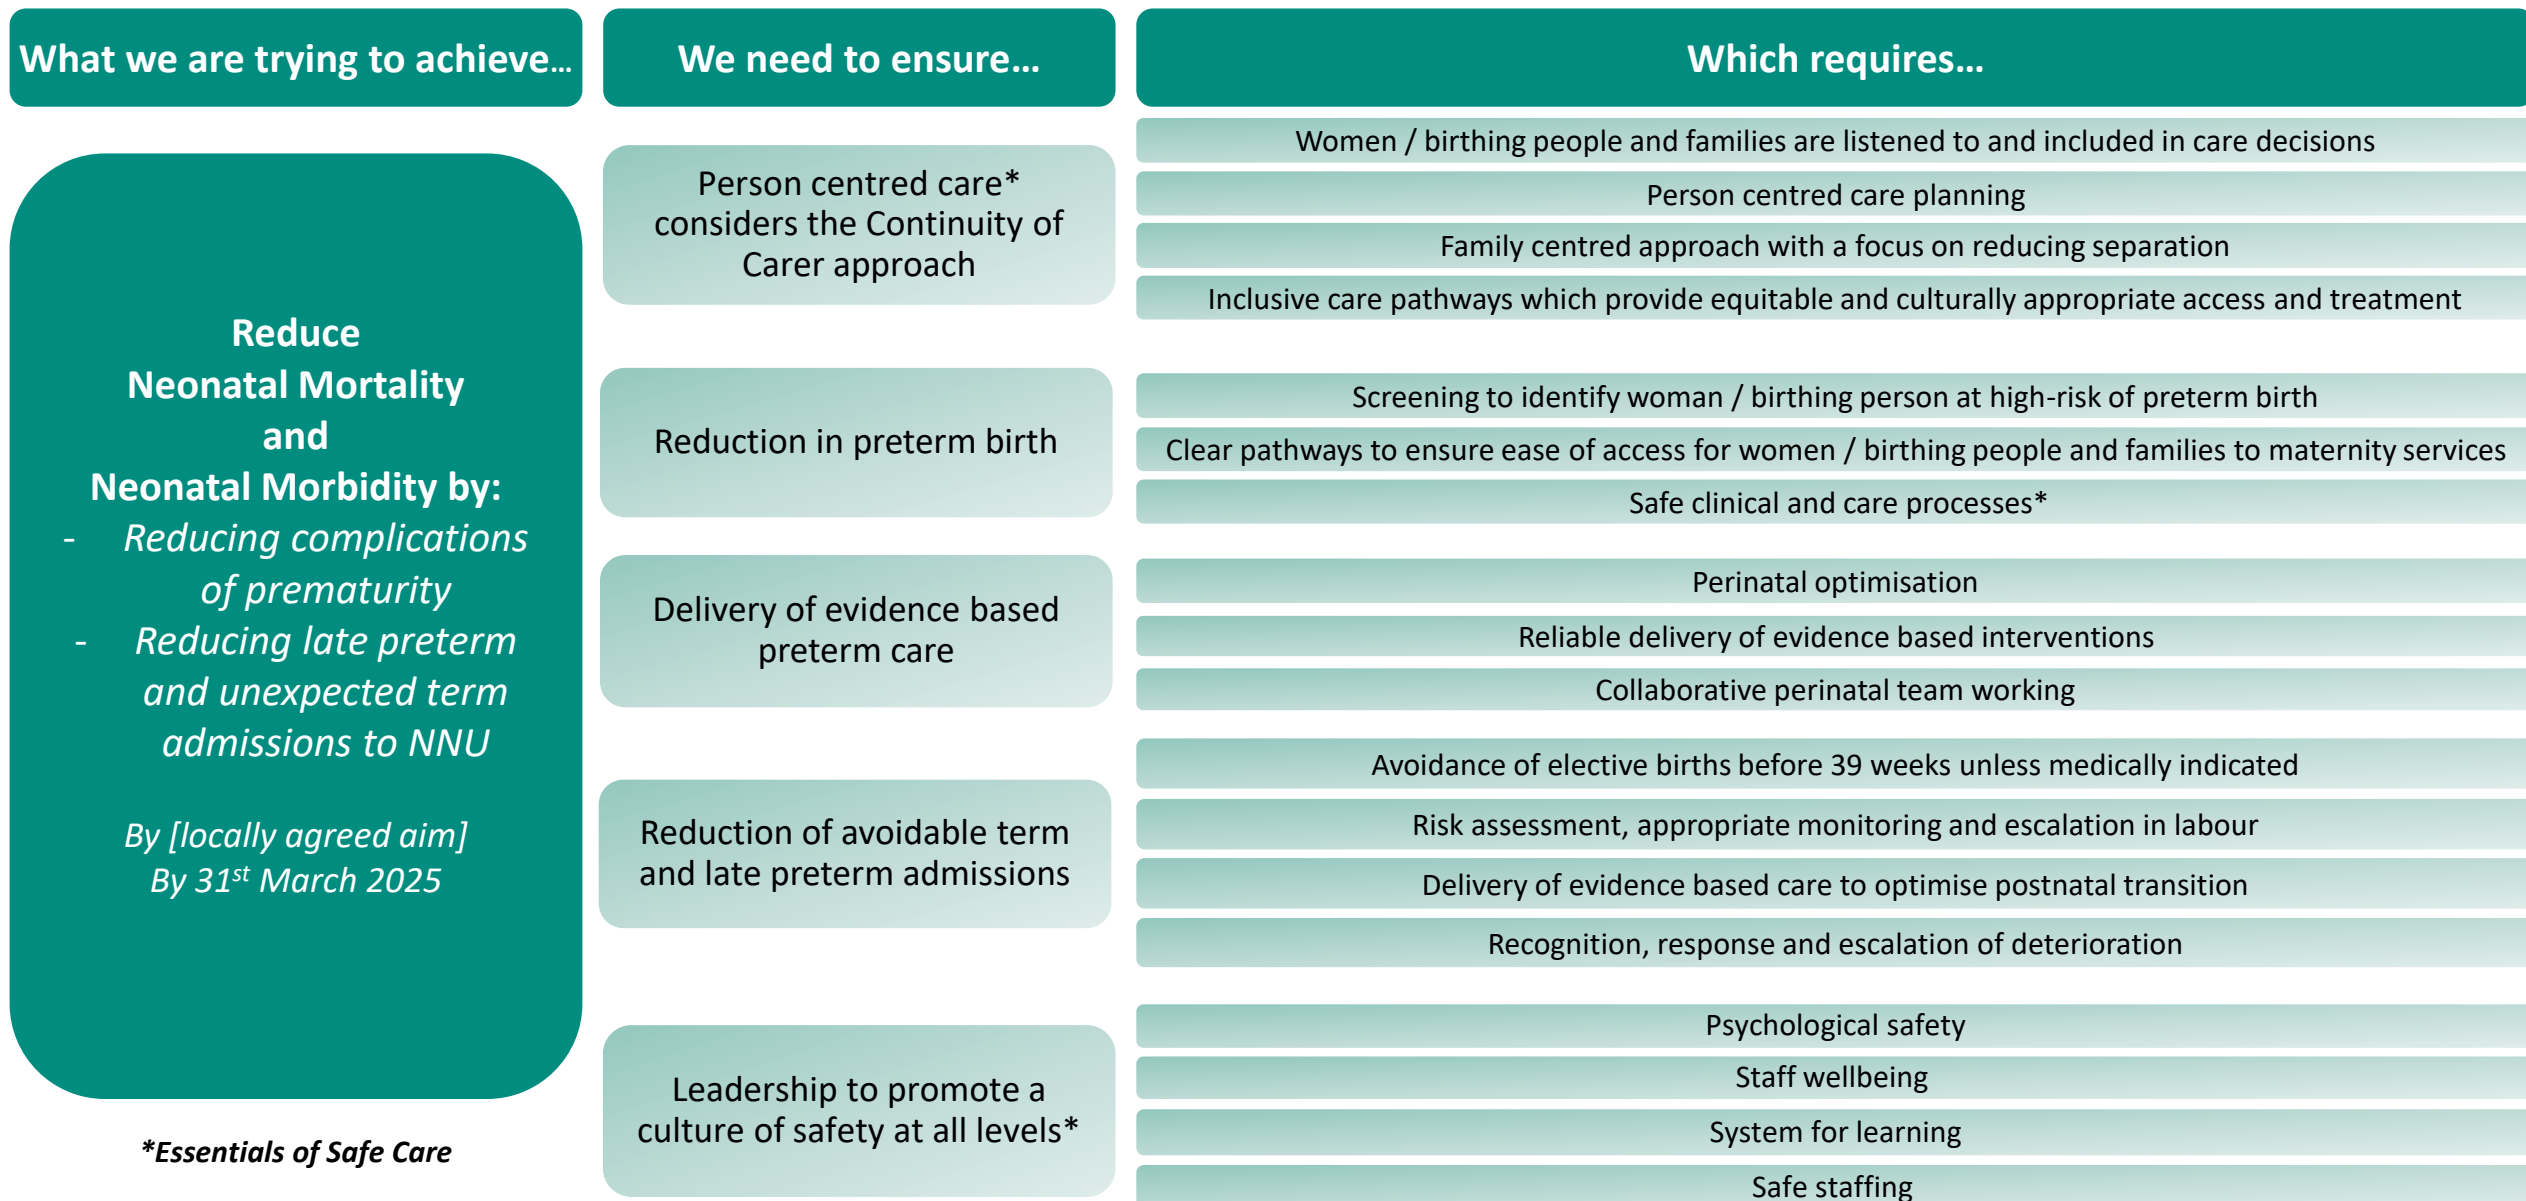 What we are trying to achieve…
We need to ensure…
Which requires…
Reduce
Neonatal Mortality
and
Neonatal Morbidity by:
- Reducing complications
of prematurity
- Reducing late preterm
and unexpected term
admissions to NNU
By [locally agreed aim]
By 31st March 2025
*Essentials of Safe Care
Person centred care*
considers the Continuity of
Carer approach
Women / birthing people and families are listened to and included in care decisions
Person centred care planning
Family centred approach with a focus on reducing separation
Inclusive care pathways which provide equitable and culturally appropriate access and treatment
Reduction in preterm birth
Screening to identify woman / birthing person at high-risk of preterm birth
Clear pathways to ensure ease of access for women / birthing people and families to maternity services
Safe clinical and care processes*
Delivery of evidence based
preterm care
Perinatal optimisation
Reliable delivery of evidence based interventions
Collaborative perinatal team working
Reduction of avoidable term
and late preterm admissions
Avoidance of elective births before 39 weeks unless medically indicated
Risk assessment, appropriate monitoring and escalation in labour
Delivery of evidence based care to optimise postnatal transition
Recognition, response and escalation of deterioration
Leadership to promote a
culture of safety at all levels*
Psychological safety
Staff wellbeing
System for learning
Safe staffing